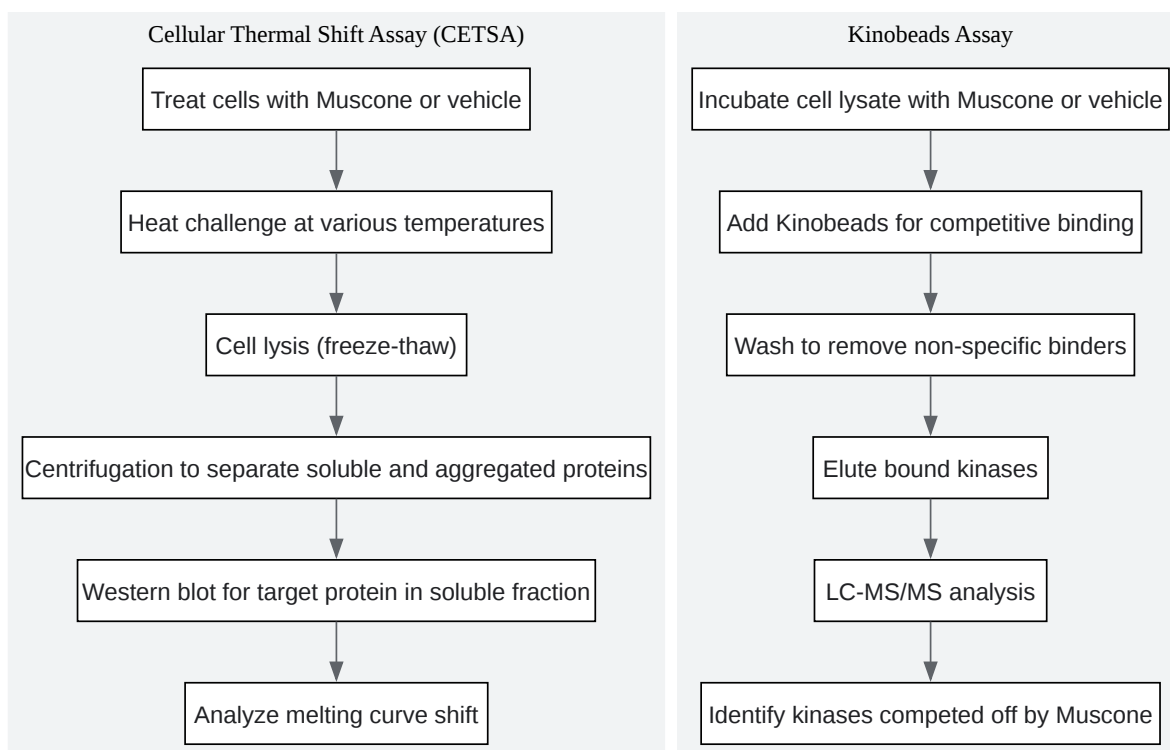 Cellular Thermal Shift Assay (CETSA)
Treat cells with Muscone or vehicle
Heat challenge at various temperatures
Cell lysis (freeze-thaw)
Centrifugation to separate soluble and aggregated proteins
Western blot for target protein in soluble fraction
Analyze melting curve shift
Kinobeads Assay
Incubate cell lysate with Muscone or vehicle
Add Kinobeads for competitive binding
Wash to remove non-specific binders
Elute bound kinases
LC-MS/MS analysis
Identify kinases competed off by Muscone